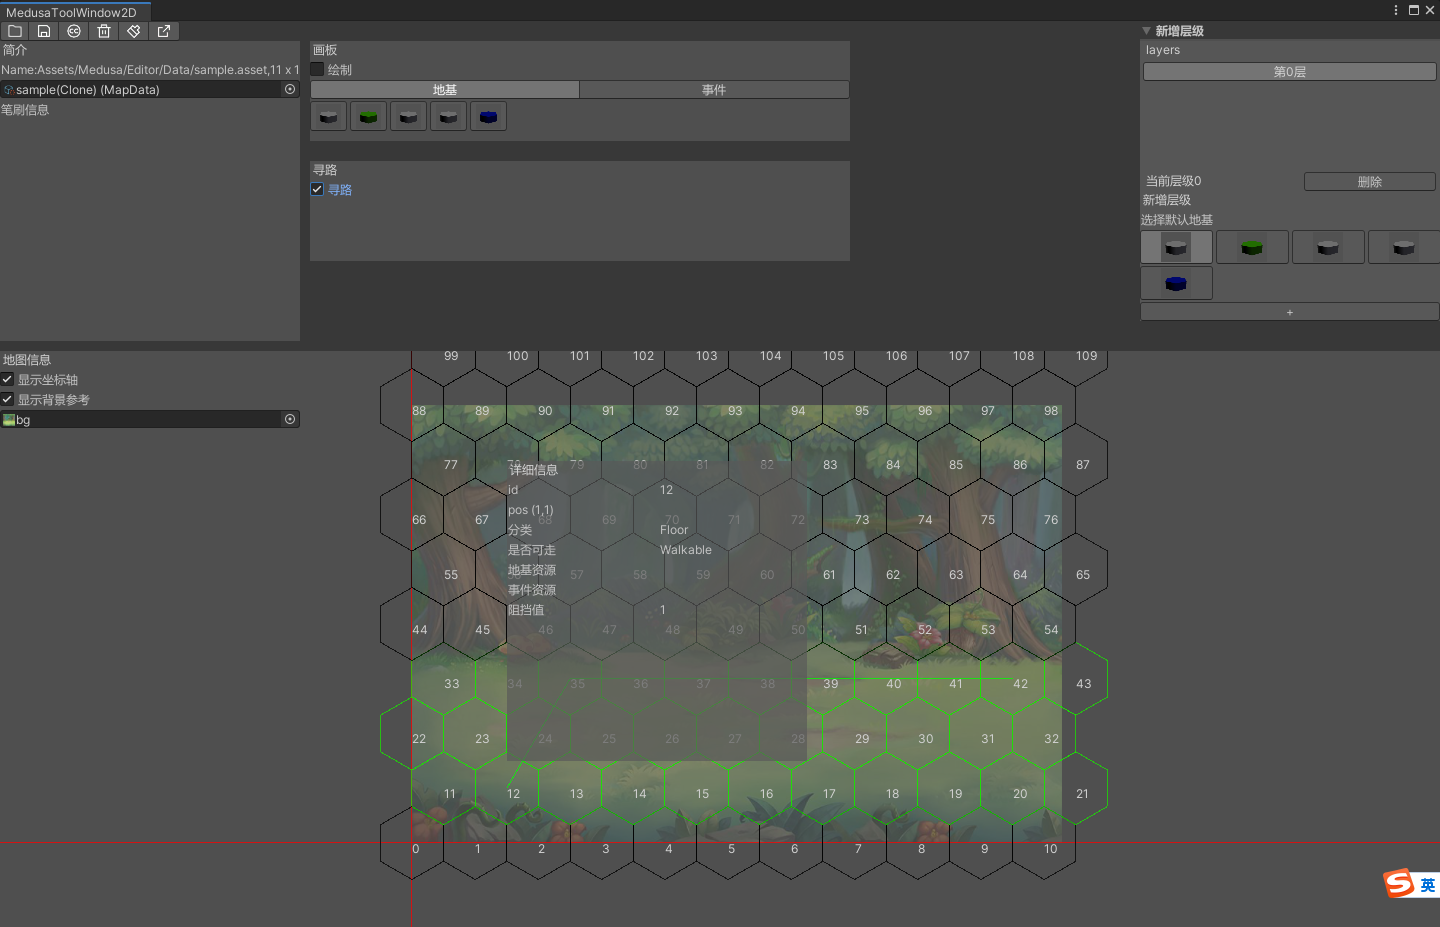 MedusaToolWindow2D
简介
Name:Assets/Medusa/Editor/Data/sample.asset,11 x 1
sample(Clone) (MapData)
笔刷信息
画板
绘制
地基 事件
寻路
寻路
新增层级
layers
第0层
当前层级0 删除
新增层级
选择默认地基
+
地图信息
显示坐标轴
显示背景参考
bg
99 100 101 102 103 104 105 106 107 108 109
88 89 90 91 92 93 94 95 96 97 98
77 78 79 80 81 82 83 84 85 86 87
详细信息
id 12
pos (1,1)
66 67 68 69 70 71 72 73 74 75 76
分类 Floor
是否可走 Walkable
地基资源
55 57 58 59 60 61 62 63 64 65
事件资源
阻挡值 1
44 45 46 47 48 49 50 51 52 53 54
33 34 35 36 37 38 39 40 41 42 43
22 23 24 25 26 27 28 29 30 31 32
11 12 13 14 15 16 17 18 19 20 21
0 1 2 3 4 5 6 7 8 9 10
英